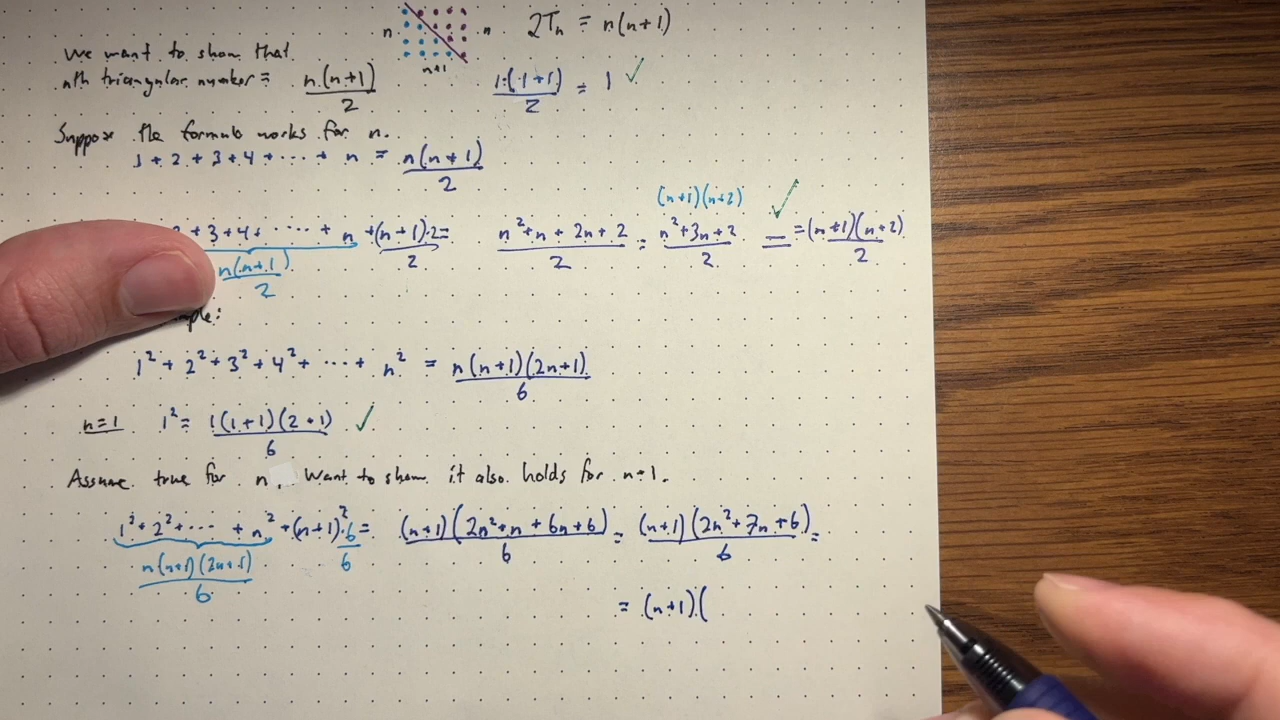 n n 2Tₙ = n(n+1)
n+1
We want to show that
nth triangular number = n(n+1)/2 1·(1+1)/2 = 1 ✓
Suppose the formula works for n.
1 + 2 + 3 + 4 + ... + n = n(n+1)/2
(n+1)(n+2) ✓
+ 3 + 4 + ... + n + (n+1)·2/2 = n²+n+2n+2/2 = n²+3n+2/2 = (n+1)(n+2)/2
n(n+1)/2
1² + 2² + 3² + 4² + ... + n² = n(n+1)(2n+1)/6
n=1 1² = 1(1+1)(2+1)/6 ✓
Assume true for n. Want to show it also holds for n+1.
1² + 2² + ... + n² + (n+1)²·6/6 = (n+1)(2n²+n+6n+6)/6 = (n+1)(2n²+7n+6)/6 =
n(n+1)(2n+1)/6
= (n+1)·(